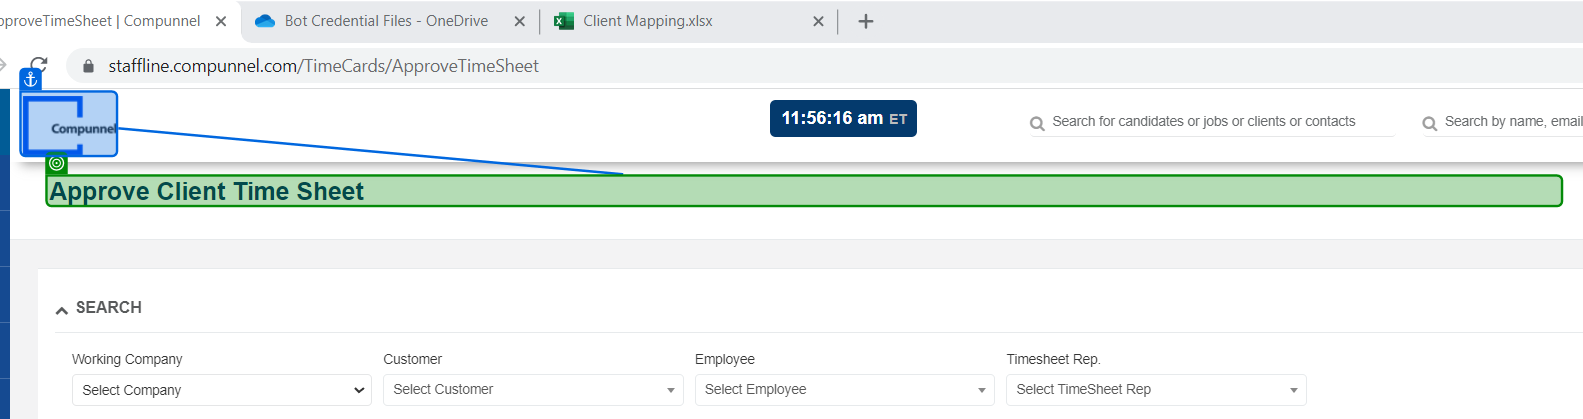 pproveTimeSheet | Compunnel
Bot Credential Files - OneDrive
Client Mapping.xlsx
staffline.compunnel.com/TimeCards/ApproveTimeSheet
Compunnel
11:56:16 am ET
Search for candidates or jobs or clients or contacts
Search by name, email
Approve Client Time Sheet
SEARCH
Working Company
Customer
Employee
Timesheet Rep.
Select Company
Select Customer
Select Employee
Select TimeSheet Rep